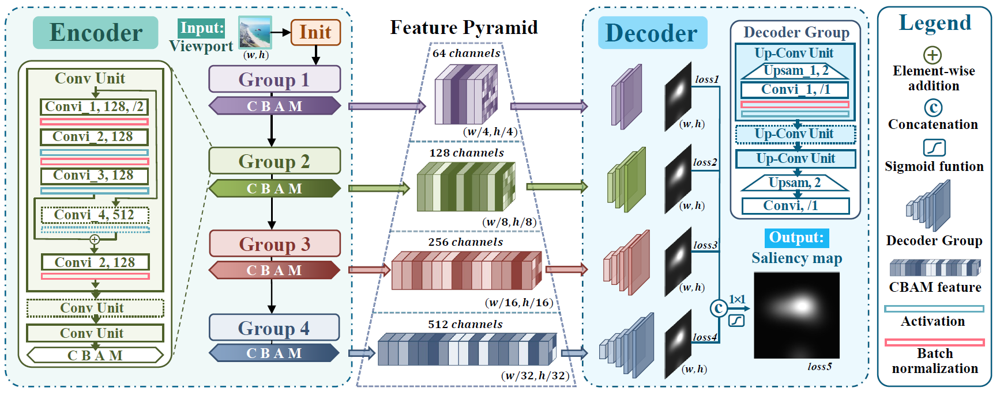 Encoder
Input:
Viewport
(w, h)
Init
Conv Unit
Convi_1, 128, /2
Convi_2, 128
Convi_3, 128
Convi_4, 512
Convi_2, 128
Conv Unit
Conv Unit
C B A M
Group 1
C B A M
Group 2
C B A M
Group 3
C B A M
Group 4
C B A M
Feature Pyramid
64 channels
(w/4, h/4)
128 channels
(w/8, h/8)
256 channels
(w/16, h/16)
512 channels
(w/32, h/32)
Decoder
loss1
(w, h)
loss2
(w, h)
loss3
(w, h)
loss4
(w, h)
C
1×1
Decoder Group
Up-Conv Unit
Upsam_1, 2
Convi_1, /1
Up-Conv Unit
Up-Conv Unit
Upsam, 2
Convi, /1
Output:
Saliency map
loss5
Legend
Element-wise
addition
C
Concatenation
Sigmoid funtion
Decoder Group
CBAM feature
Activation
Batch
normalization